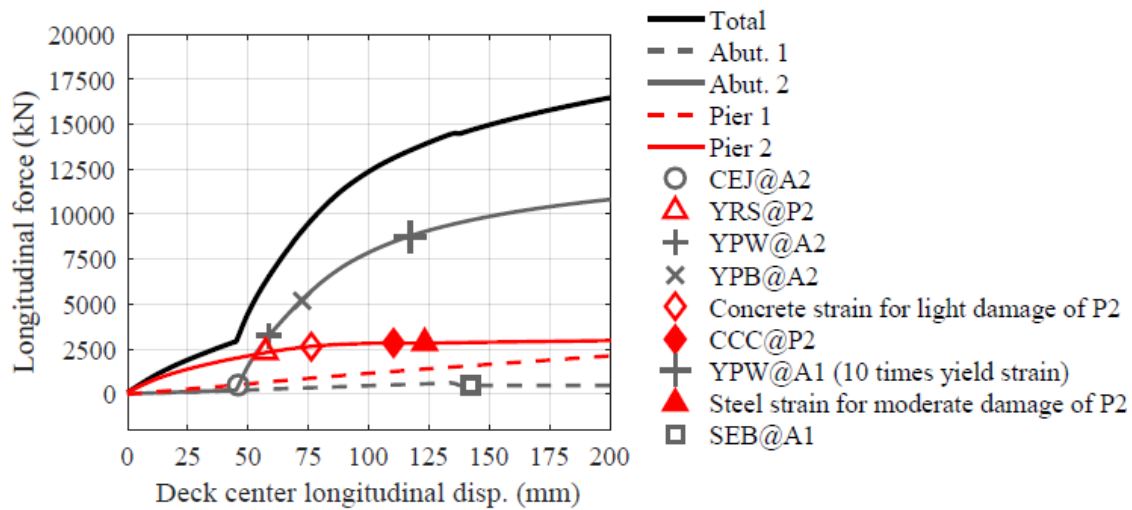 Longitudinal force (kN)
20000
17500
15000
12500
10000
7500
5000
2500
0
0 25 50 75 100 125 150 175 200
Deck center longitudinal disp. (mm)
Total
Abut. 1
Abut. 2
Pier 1
Pier 2
CEJ@A2
YRS@P2
YPW@A2
YPB@A2
Concrete strain for light damage of P2
CCC@P2
YPW@A1 (10 times yield strain)
Steel strain for moderate damage of P2
SEB@A1